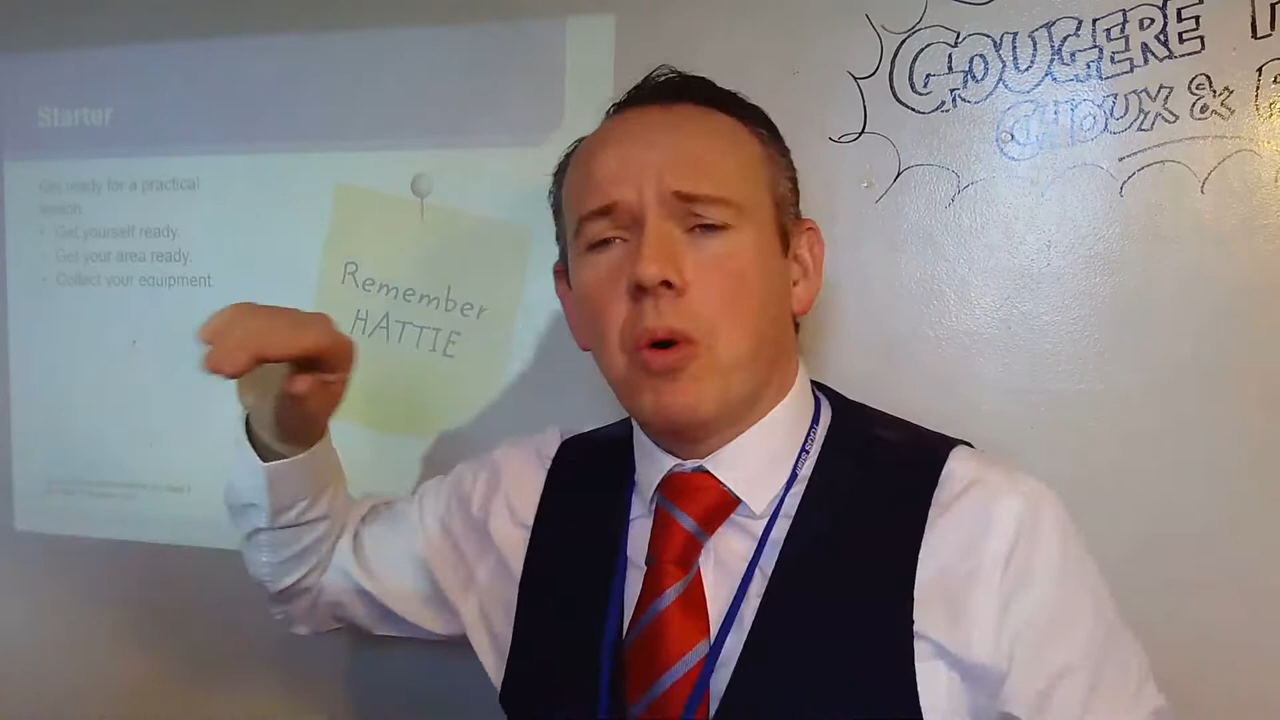 Starter
Get ready for a practical
lesson.
• Get yourself ready.
• Get your area ready.
• Collect your equipment.
Remember
HATTIE
GOUGERE
CHOUX &